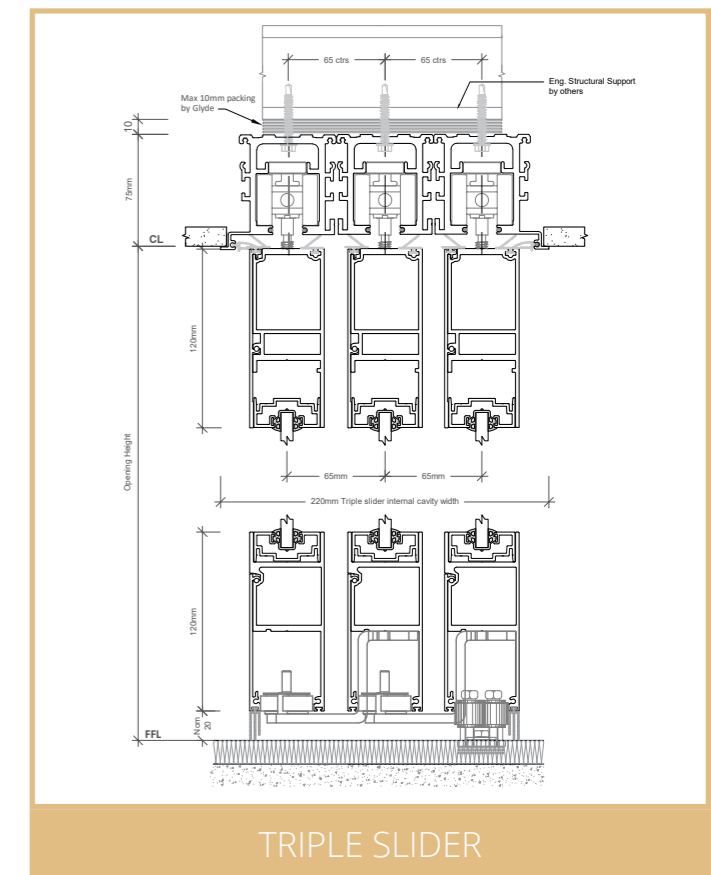 65 ctrs
65 ctrs
Eng. Structural Support
by others
Max 10mm packing
by Glyde
10
75mm
CL
120mm
Opening Height
65mm
65mm
220mm Triple slider internal cavity width
120mm
Nom
20
FFL
TRIPLE SLIDER